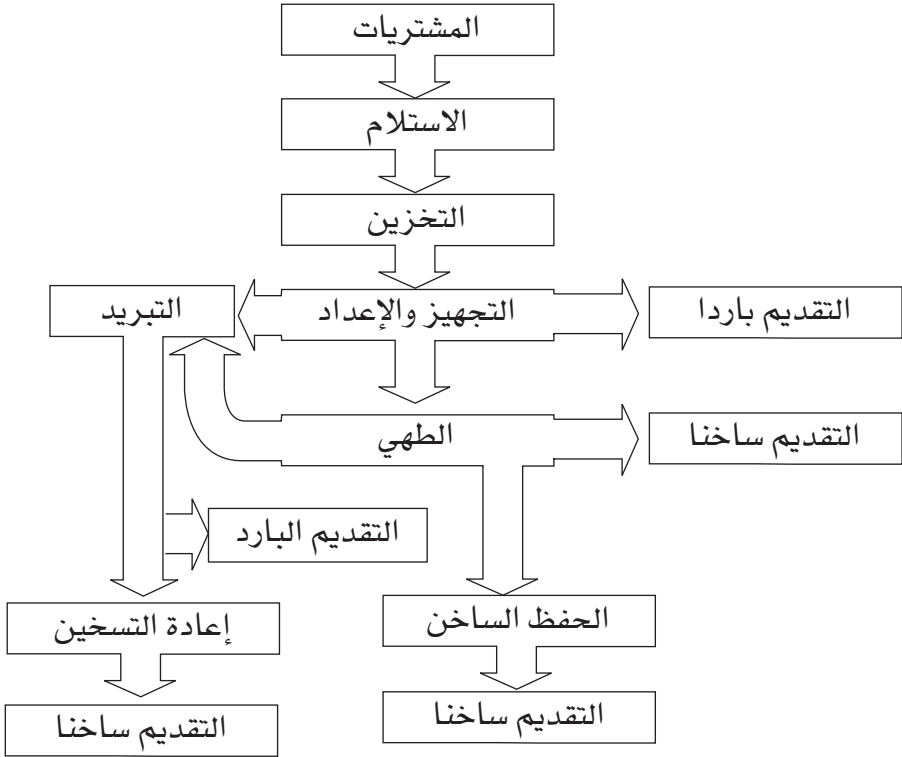 المشتريات
الاستلام
التخزين
التقديم باردا
التجهيز والإعداد
التبريد
التقديم ساخنا
الطهي
التقديم البارد
الحفظ الساخن
إعادة التسخين
التقديم ساخنا
التقديم ساخنا